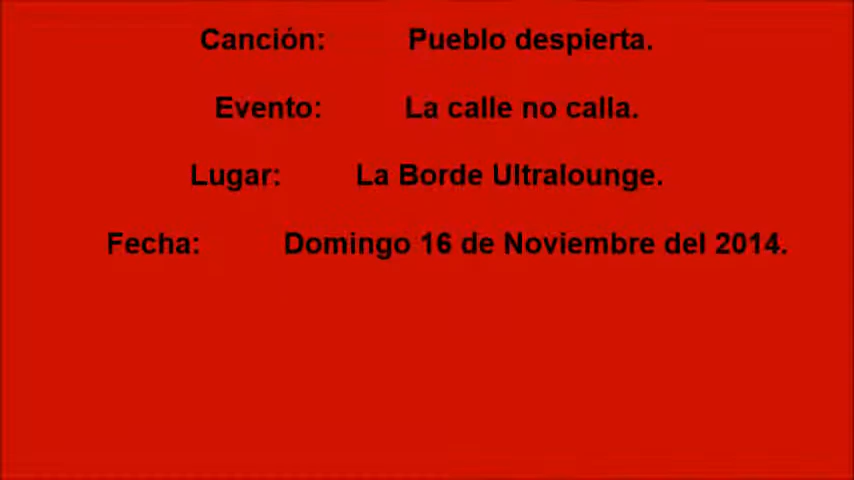 Canción: Pueblo despierta.
Evento: La calle no calla.
Lugar: La Borde Ultralounge.
Fecha: Domingo 16 de Noviembre del 2014.